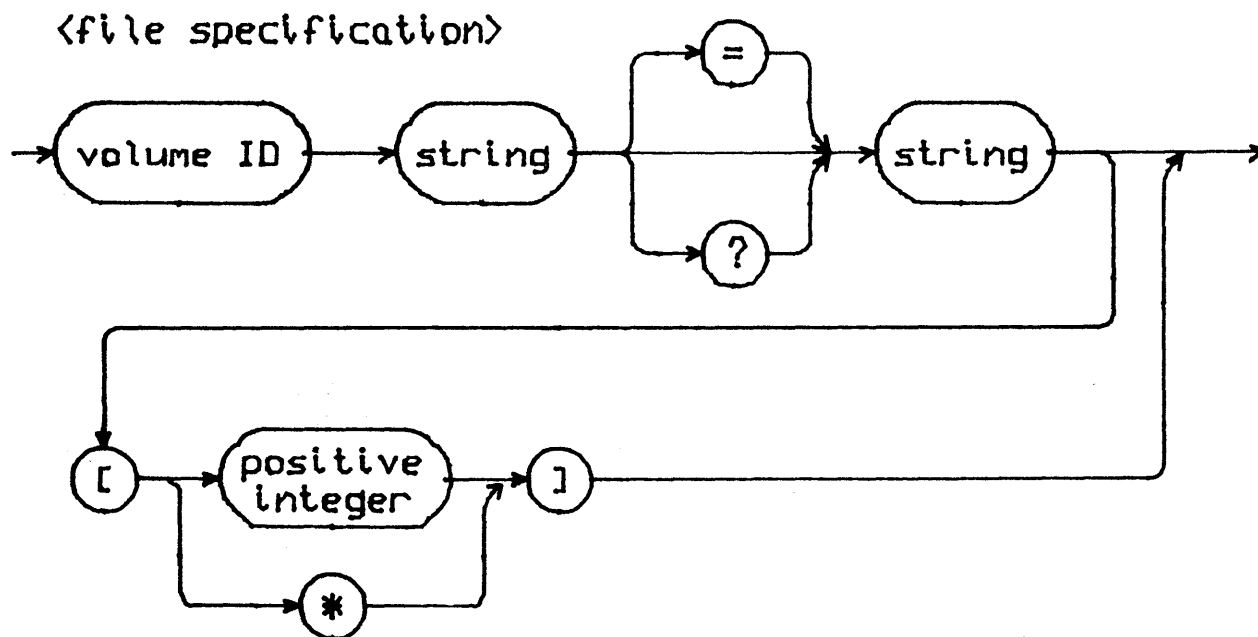 <file specification>
=
volume ID
string
string
?
[
positive
integer
]
*